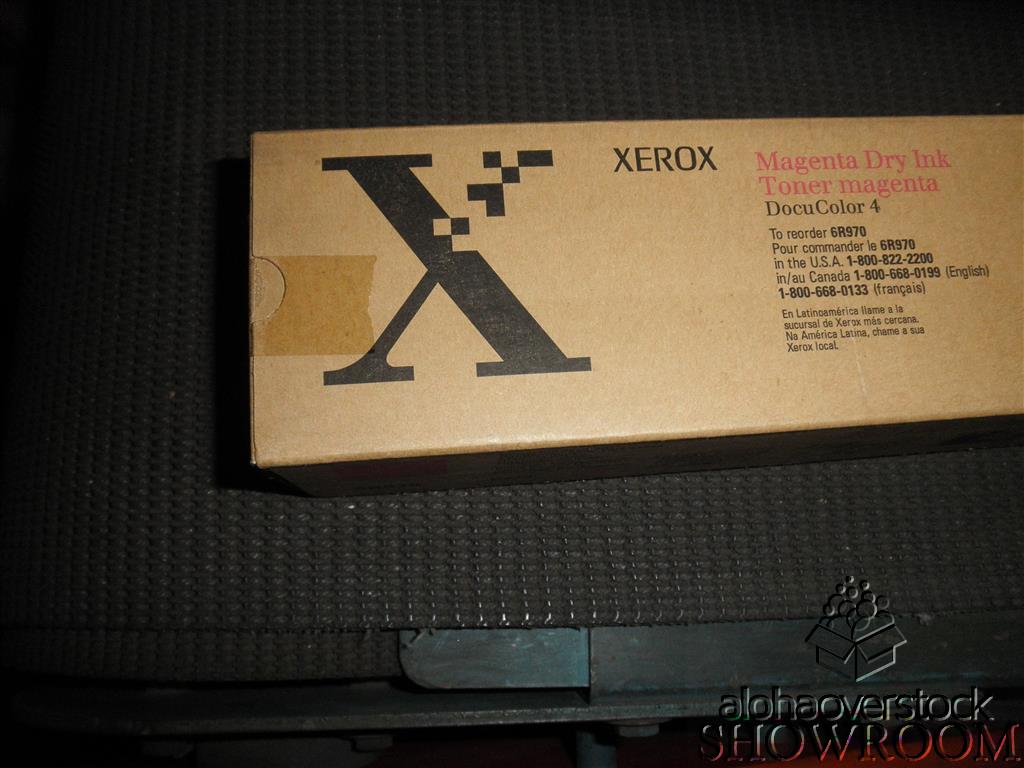 X
XEROX
Magenta Dry Ink
Toner magenta
DocuColor 4
To reorder 6R970
Pour commander le 6R970
in the U.S.A. 1-800-822-2200
in/au Canada 1-800-668-0199 (English)
1-800-668-0133 (français)
En Latinoamérica llame a la
sucursal de Xerox más cercana.
Na América Latina, chame a sua
Xerox local.
alohaoverstock
SHOWROOM